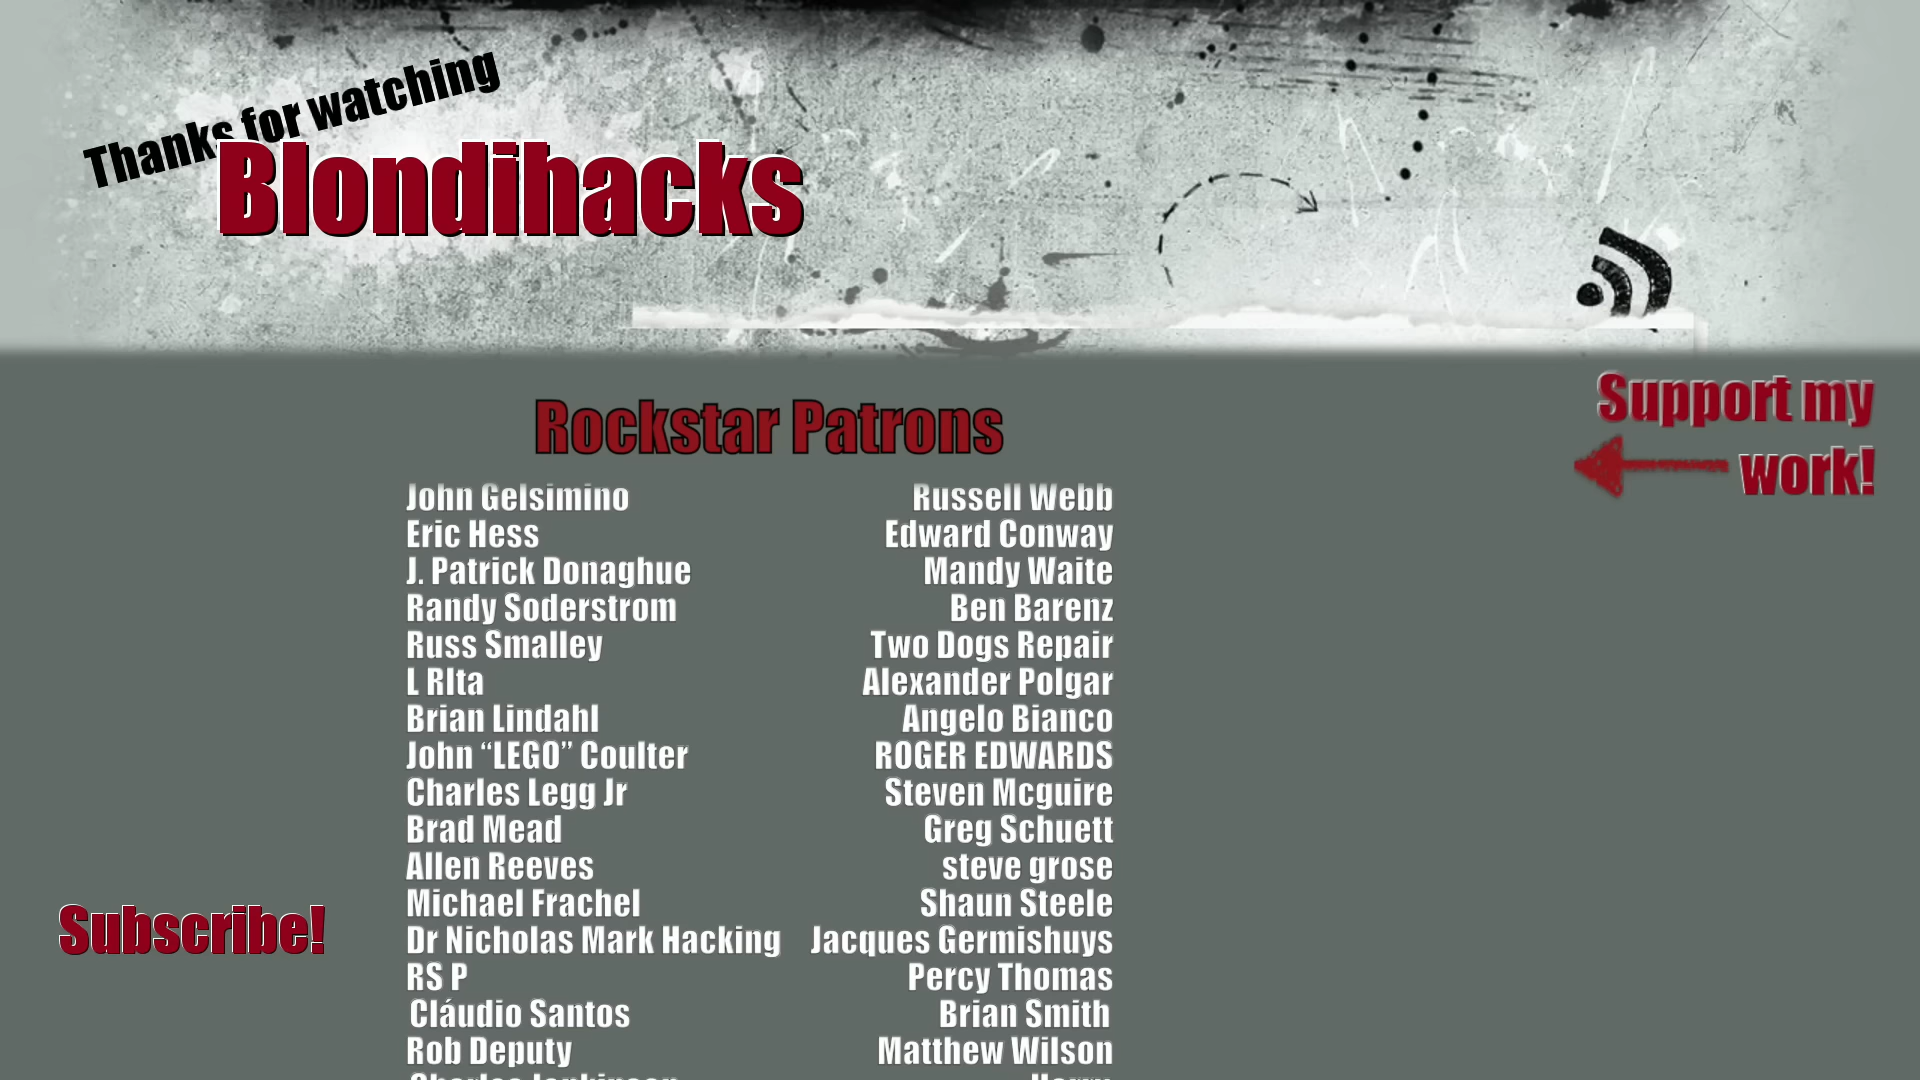 Thanks for watching
Blondihacks
Support my
work!
Rockstar Patrons
John Gelsimino Russell Webb
Eric Hess Edward Conway
J. Patrick Donaghue Mandy Waite
Randy Soderstrom Ben Barenz
Russ Smalley Two Dogs Repair
L RIta Alexander Polgar
Brian Lindahl Angelo Bianco
John “LEGO” Coulter ROGER EDWARDS
Charles Legg Jr Steven Mcguire
Brad Mead Greg Schuett
Allen Reeves steve grose
Michael Frachel Shaun Steele
Dr Nicholas Mark Hacking Jacques Germishuys
RS P Percy Thomas
Cláudio Santos Brian Smith
Rob Deputy Matthew Wilson
Subscribe!